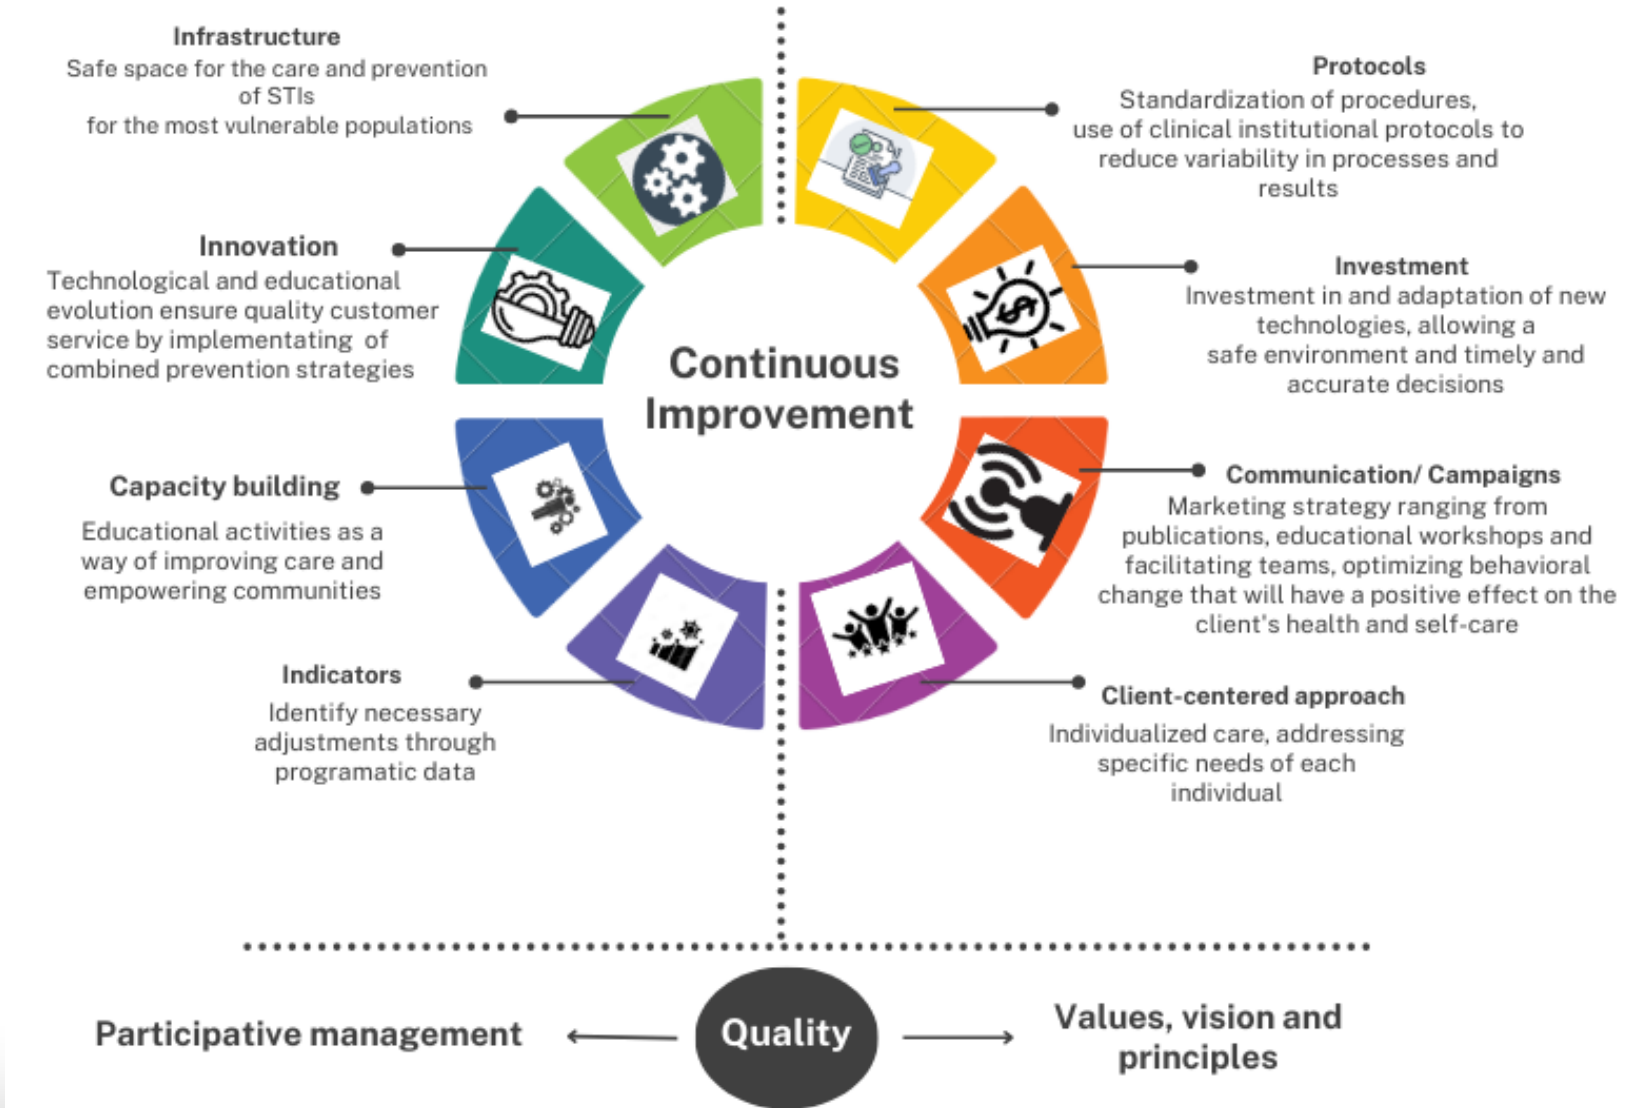 Infrastructure
Safe space for the care and prevention
of STIs
for the most vulnerable populations
Protocols
Standardization of procedures,
use of clinical institutional protocols to
reduce variability in processes and
results
Innovation
Technological and educational
evolution ensure quality customer
service by implementating of
combined prevention strategies
Investment
Investment in and adaptation of new
technologies, allowing a
safe environment and timely and
accurate decisions
Continuous
Improvement
Capacity building
Educational activities as a
way of improving care and
empowering communities
Communication/ Campaigns
Marketing strategy ranging from
publications, educational workshops and
facilitating teams, optimizing behavioral
change that will have a positive effect on the
client's health and self-care
Indicators
Identify necessary
adjustments through
programatic data
Client-centered approach
Individualized care, addressing
specific needs of each
individual
Participative management
Quality
Values, vision and
principles